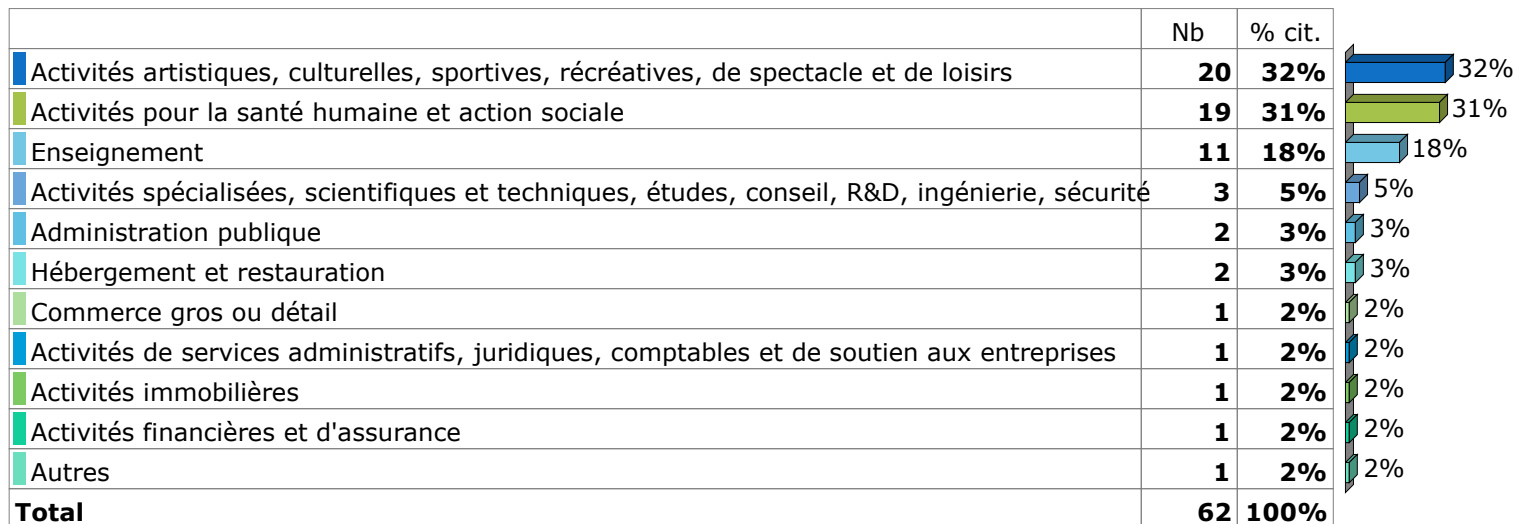 Nb % cit.
Activités artistiques, culturelles, sportives, récréatives, de spectacle et de loisirs 20 32% 32%
Activités pour la santé humaine et action sociale 19 31% 31%
Enseignement 11 18% 18%
Activités spécialisées, scientifiques et techniques, études, conseil, R&D, ingénierie, sécurité 3 5% 5%
Administration publique 2 3% 3%
Hébergement et restauration 2 3% 3%
Commerce gros ou détail 1 2% 2%
Activités de services administratifs, juridiques, comptables et de soutien aux entreprises 1 2% 2%
Activités immobilières 1 2% 2%
Activités financières et d'assurance 1 2% 2%
Autres 1 2% 2%
Total 62 100%